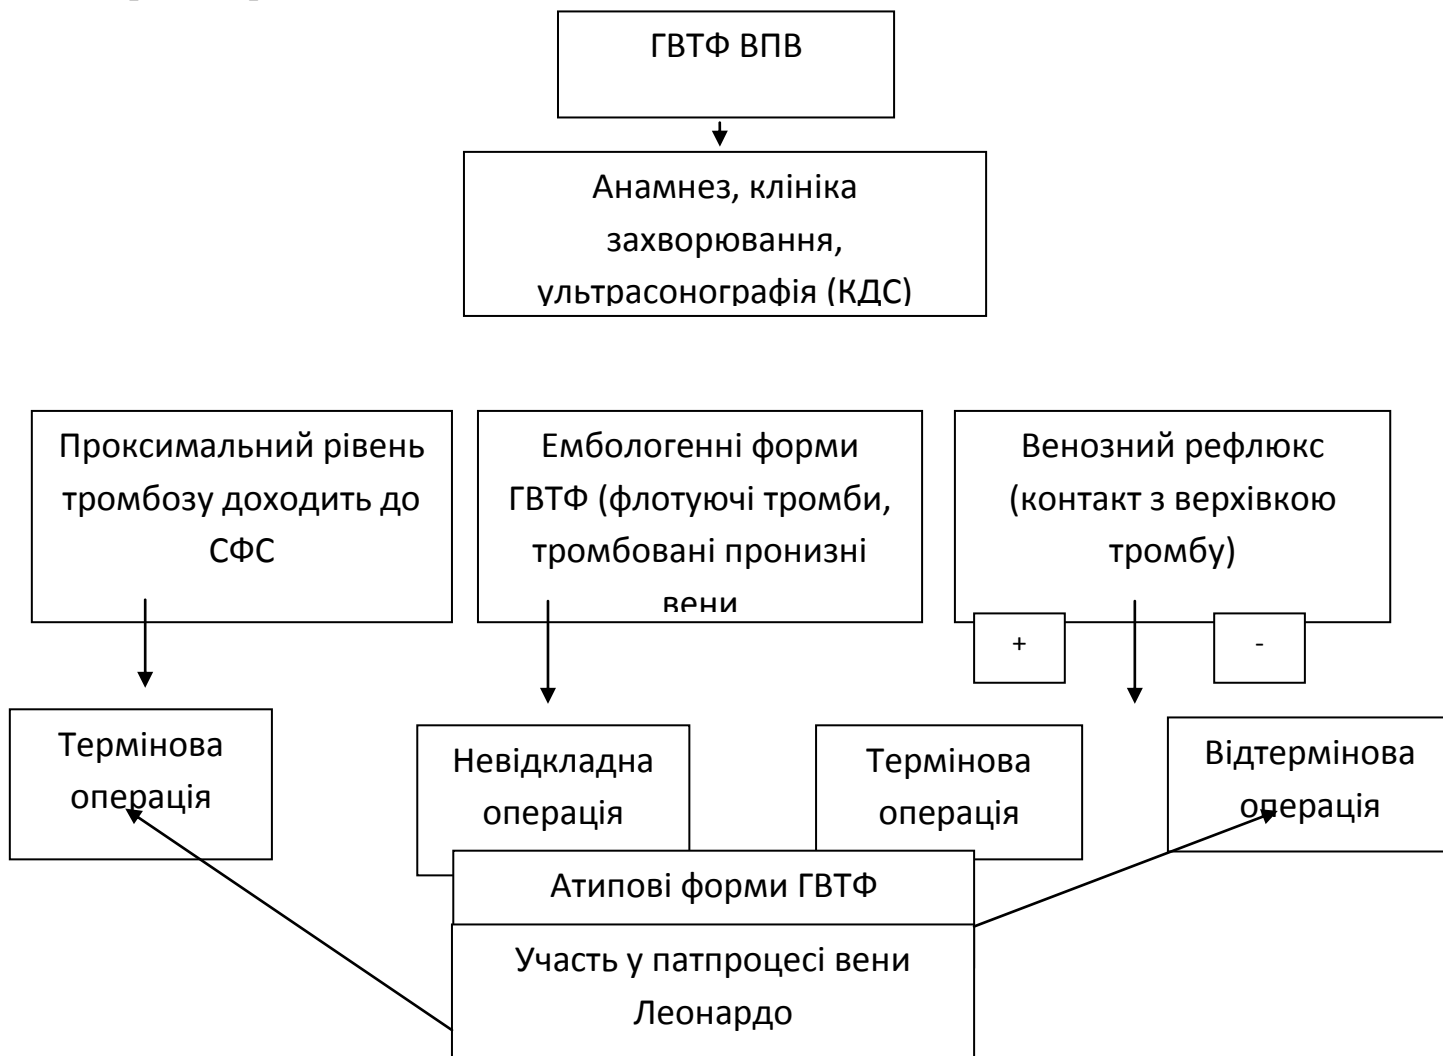 ГВТФ ВПВ
Анамнез, клініка
захворювання,
ультрасонографія (КДС)
Проксимальний рівень
тромбозу доходить до
СФС
Ембологенні форми
ГВТФ (флотуючі тромби,
тромбовані пронизні
вени
Венозний рефлюкс
(контакт з верхівкою
тромбу)
+
-
Термінова
операція
Невідкладна
операція
Термінова
операція
Відтермінова
операція
Атипові форми ГВТФ
Участь у патпроцесі вени
Леонардо